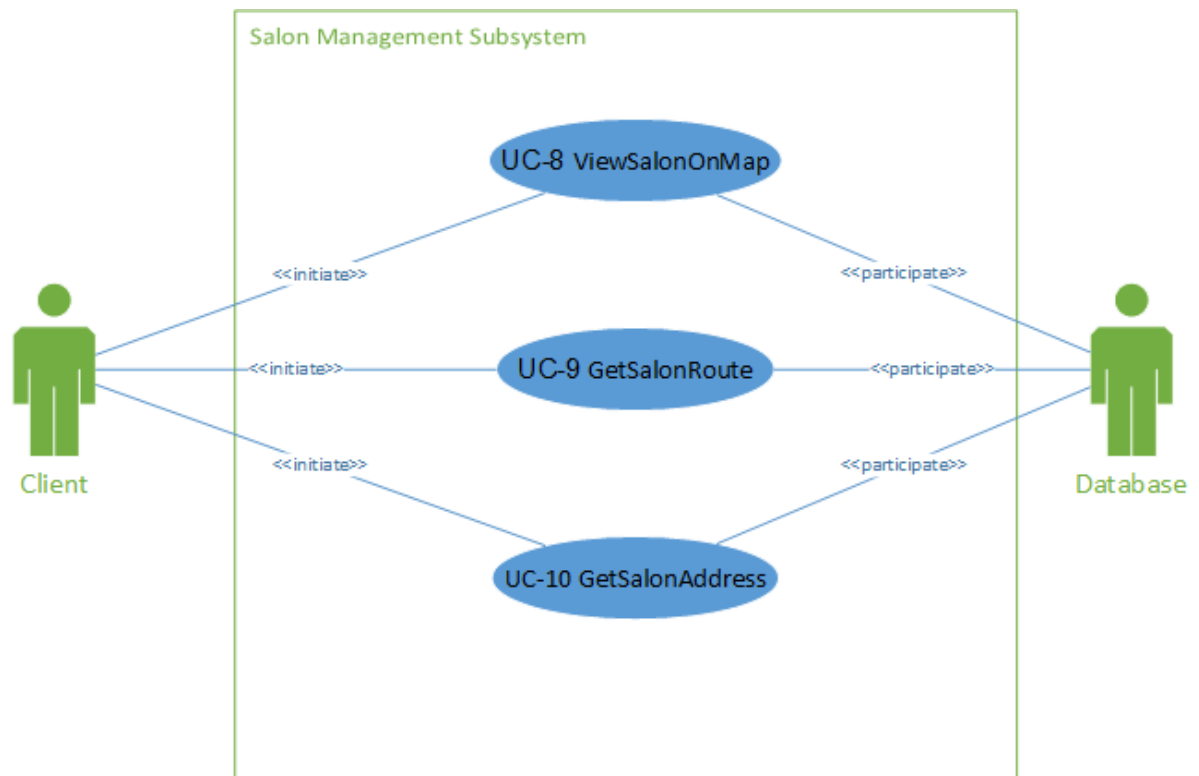 Salon Management Subsystem
UC-8 ViewSalonOnMap
<<initiate>>
<<participate>>
UC-9 GetSalonRoute
<<initiate>>
<<participate>>
Client
Database
<<initiate>>
<<participate>>
UC-10 GetSalonAddress